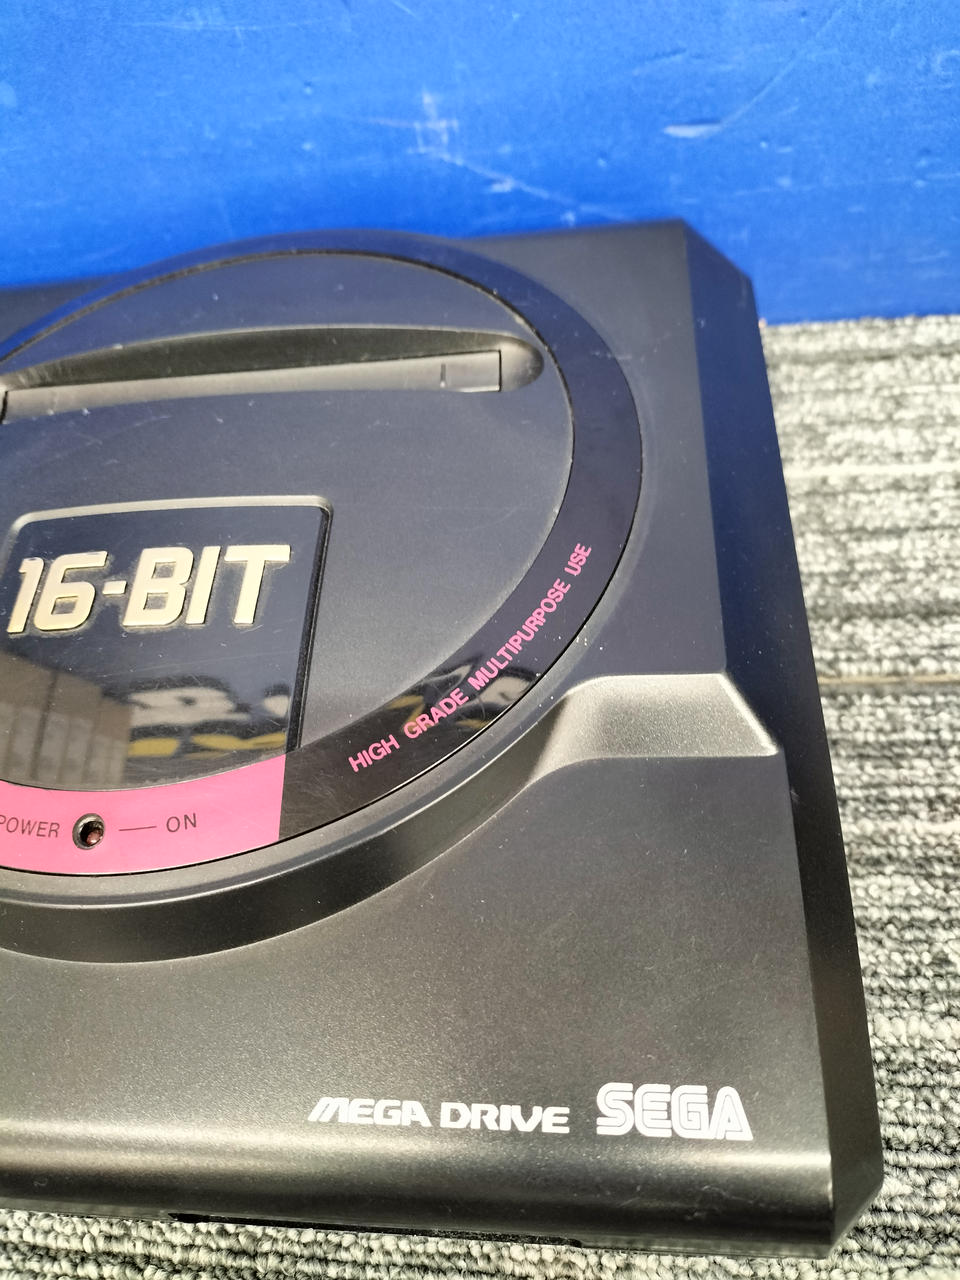 16-BIT
HIGH GRADE MULTIPURPOSE USE
POWER — ON
MEGA DRIVE SEGA